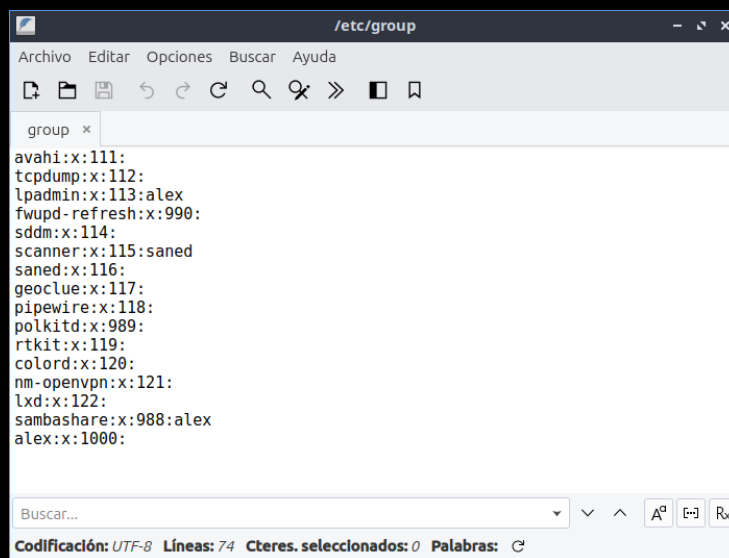 /etc/group
Archivo Editar Opciones Buscar Ayuda
group
avahi:x:111:
tcpdump:x:112:
lpadmin:x:113:alex
fwupd-refresh:x:990:
sddm:x:114:
scanner:x:115:saned
saned:x:116:
geoclue:x:117:
pipewire:x:118:
polkitd:x:989:
rtkit:x:119:
colord:x:120:
nm-openvpn:x:121:
lxd:x:122:
sambashare:x:988:alex
alex:x:1000:
Buscar...
Codificación: UTF-8 Líneas: 74 Cteres. seleccionados: 0 Palabras: